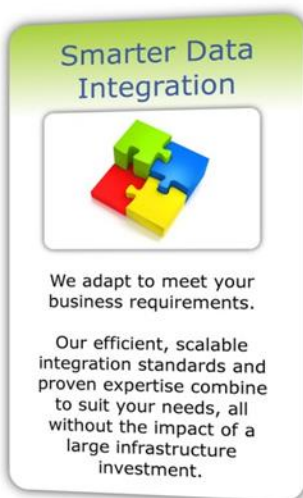 Smarter Data
Integration
We adapt to meet your
business requirements.
Our efficient, scalable
integration standards and
proven expertise combine
to suit your needs, all
without the impact of a
large infrastructure
investment.